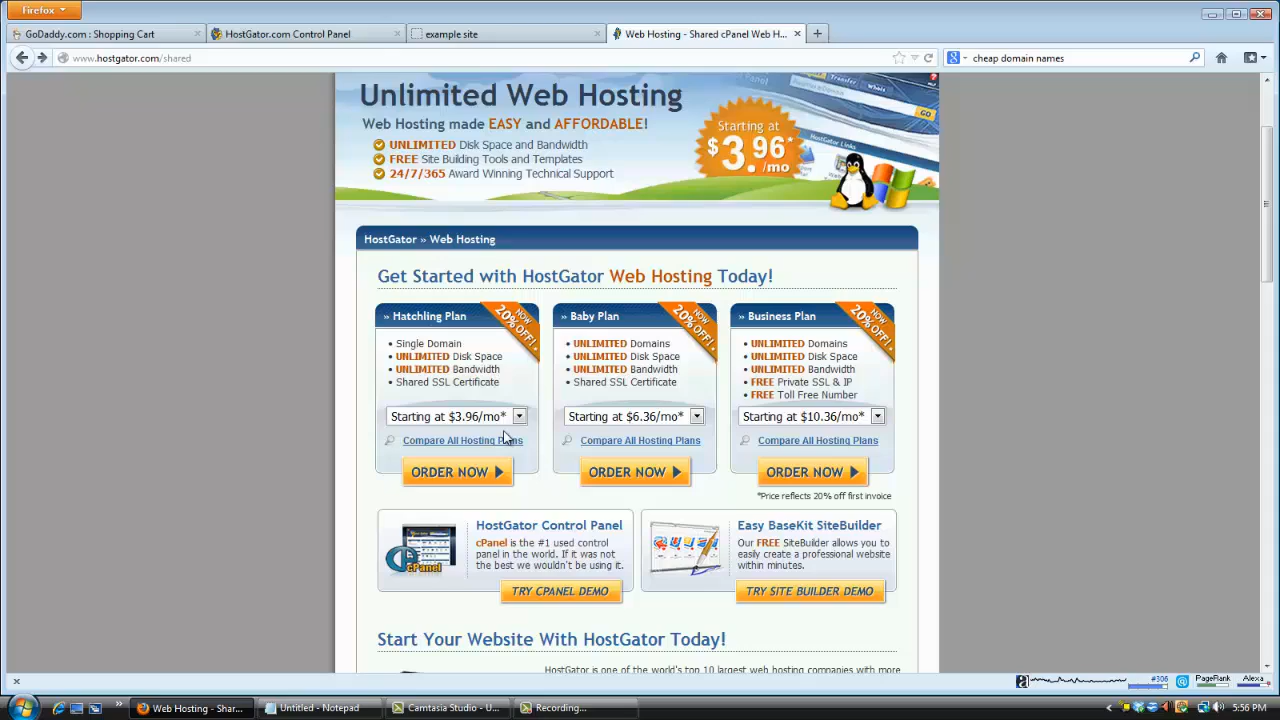 Firefox
GoDaddy.com : Shopping Cart
HostGator.com Control Panel
example site
Web Hosting - Shared cPanel Web H...
www.hostgator.com/shared
cheap domain names
Unlimited Web Hosting
Web Hosting made EASY and AFFORDABLE!
UNLIMITED Disk Space and Bandwidth
FREE Site Building Tools and Templates
24/7/365 Award Winning Technical Support
Starting at
$3.96*
/mo
Panel
Transfer
Whois
GO
HostGator Links
HostGator » Web Hosting
Get Started with HostGator Web Hosting Today!
» Hatchling Plan
NOW
20% OFF!
Single Domain
UNLIMITED Disk Space
UNLIMITED Bandwidth
Shared SSL Certificate
Starting at $3.96/mo*
Compare All Hosting Plans
ORDER NOW
» Baby Plan
NOW
20% OFF!
UNLIMITED Domains
UNLIMITED Disk Space
UNLIMITED Bandwidth
Shared SSL Certificate
Starting at $6.36/mo*
Compare All Hosting Plans
ORDER NOW
» Business Plan
NOW
20% OFF!
UNLIMITED Domains
UNLIMITED Disk Space
UNLIMITED Bandwidth
FREE Private SSL & IP
FREE Toll Free Number
Starting at $10.36/mo*
Compare All Hosting Plans
ORDER NOW
*Price reflects 20% off first invoice
cPanel
HostGator Control Panel
cPanel is the #1 used control
panel in the world. If it was not
the best we wouldn't be using it.
TRY CPANEL DEMO
Easy BaseKit SiteBuilder
Our FREE SiteBuilder allows you to
easily create a professional website
within minutes.
TRY SITE BUILDER DEMO
Start Your Website With HostGator Today!
HostGator is one of the world's top 10 largest web hosting companies with more
#306
PageRank
Alexa
Web Hosting - Shar...
Untitled - Notepad
Camtasia Studio - U...
Recording...
5:56 PM